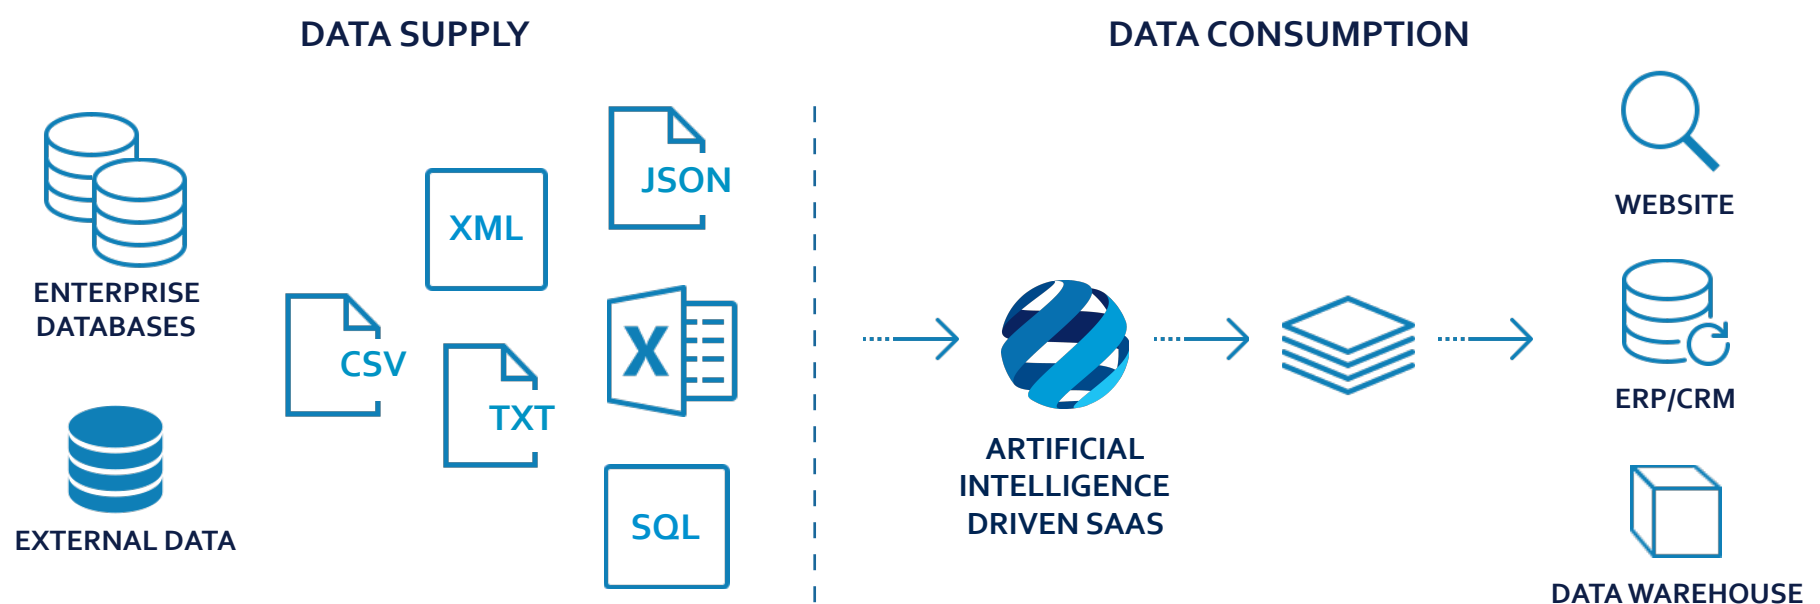 DATA SUPPLY
DATA CONSUMPTION
ENTERPRISE
DATABASES
EXTERNAL DATA
CSV
XML
TXT
JSON
X
SQL
ARTIFICIAL
INTELLIGENCE
DRIVEN SAAS
WEBSITE
ERP/CRM
DATA WAREHOUSE